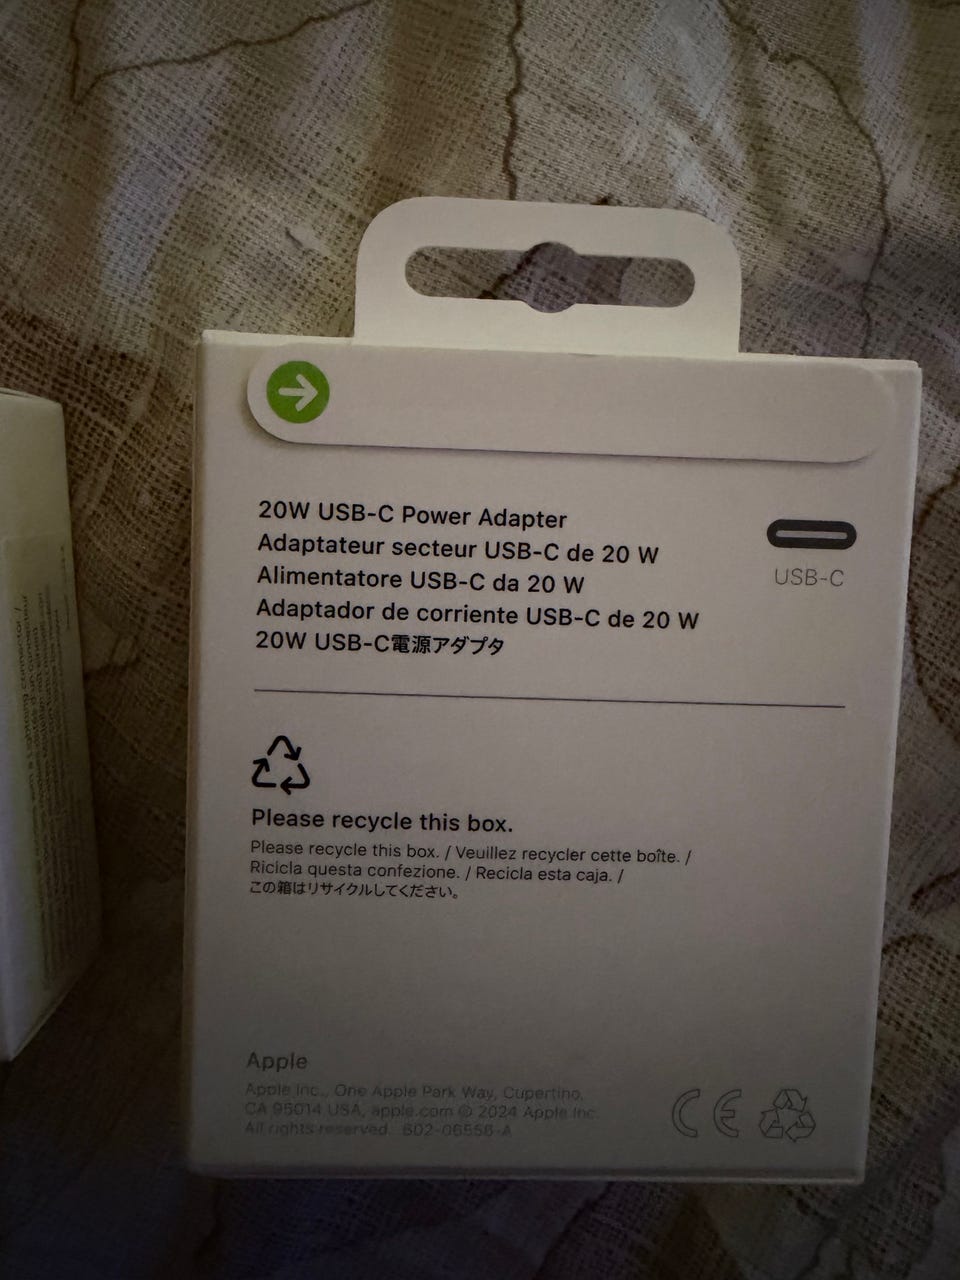 20W USB-C Power Adapter
Adaptateur secteur USB-C de 20 W
Alimentatore USB-C da 20 W
Adaptador de corriente USB-C de 20 W
20W USB-C電源アダプタ
USB-C
Please recycle this box.
Please recycle this box. / Veuillez recycler cette boîte. /
Ricicla questa confezione. / Recicla esta caja. /
この箱はリサイクルしてください。
Apple
Apple Inc., One Apple Park Way, Cupertino,
CA 95014 USA, apple.com © 2024 Apple Inc.
All rights reserved. 602-06556-A
CE